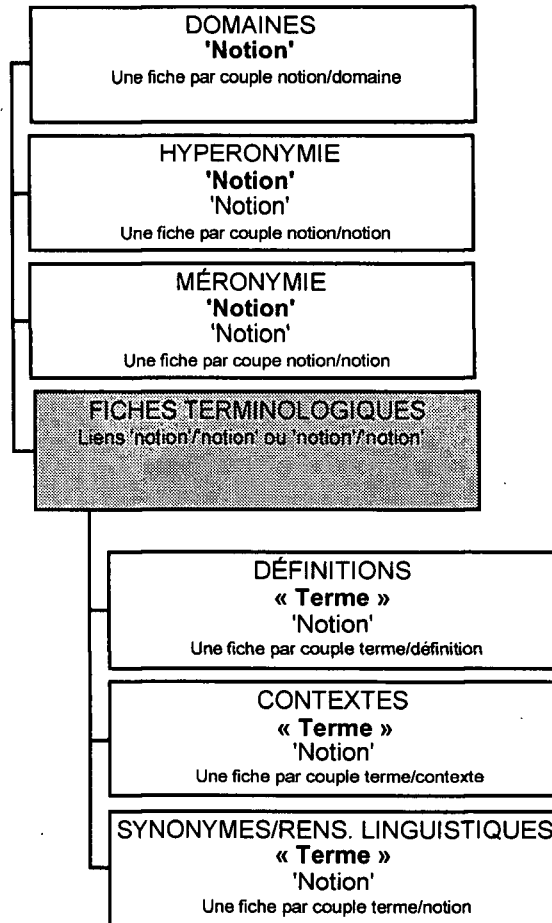 DOMAINES
'Notion'
Une fiche par couple notion/domaine
HYPERONYMIE
'Notion'
'Notion'
Une fiche par couple notion/notion
MÉRONYMIE
'Notion'
'Notion'
Une fiche par coupe notion/notion
FICHES TERMINOLOGIQUES
Liens 'notion'/'notion' ou 'notion'/'notion'
DÉFINITIONS
« Terme »
'Notion'
Une fiche par couple terme/définition
CONTEXTES
« Terme »
'Notion'
Une fiche par couple terme/contexte
SYNONYMES/RENS. LINGUISTIQUES
« Terme »
'Notion'
Une fiche par couple terme/notion